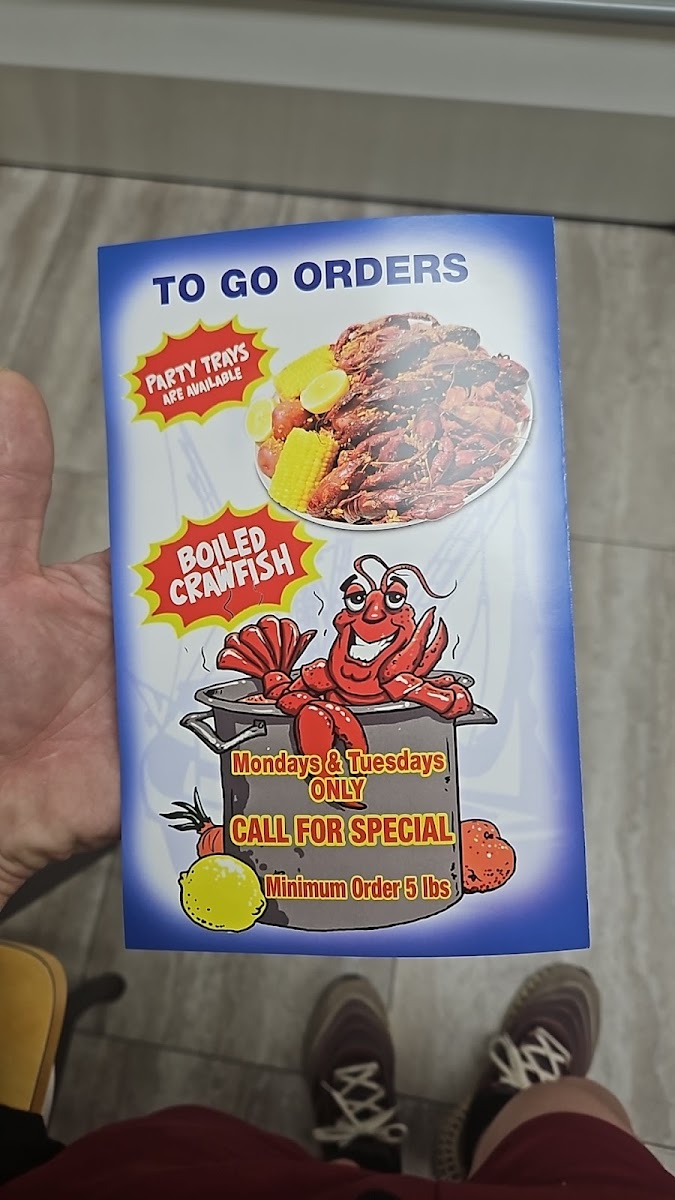 TO GO ORDERS
PARTY TRAYS
ARE AVAILABLE
BOILED
CRAWFISH
Mondays & Tuesdays
ONLY
CALL FOR SPECIAL
Minimum Order 5 lbs